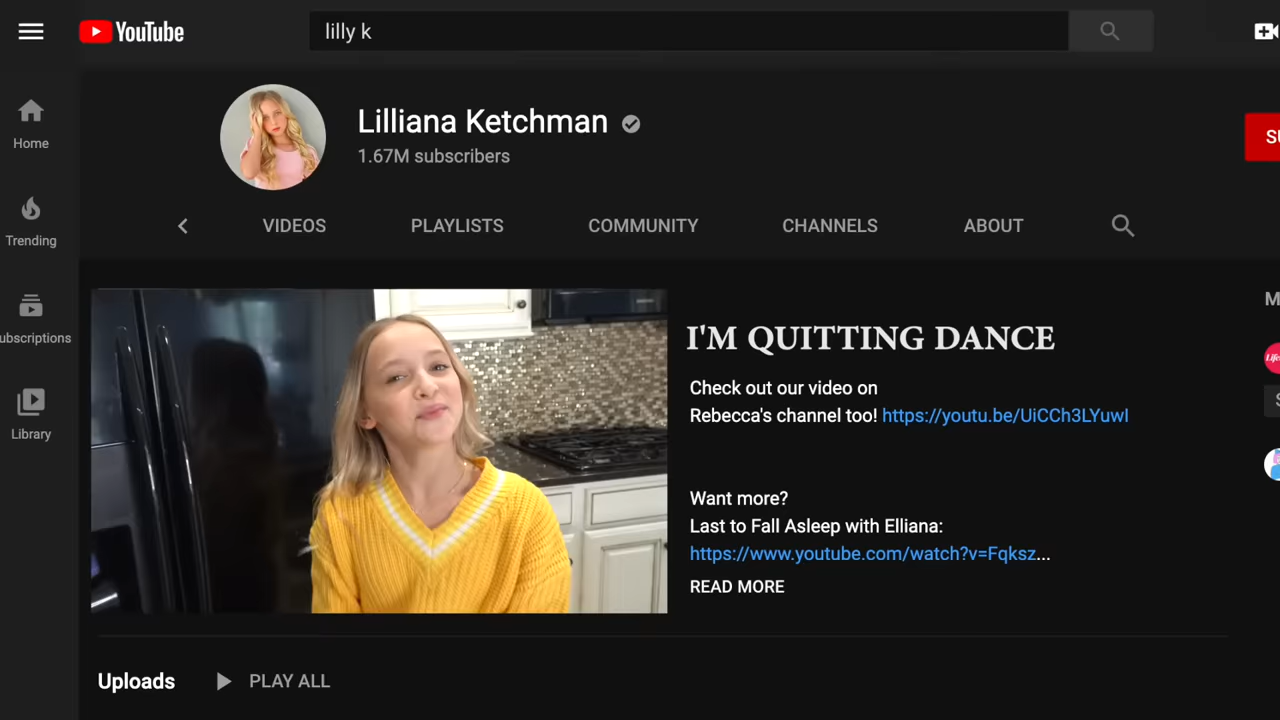 YouTube
lilly k
Home
Trending
ubscriptions
Library
Lilliana Ketchman
1.67M subscribers
SU
VIDEOS PLAYLISTS COMMUNITY CHANNELS ABOUT
I'M QUITTING DANCE
Check out our video on
Rebecca's channel too! https://youtu.be/UiCCh3LYuwI
Want more?
Last to Fall Asleep with Elliana:
https://www.youtube.com/watch?v=Fqksz...
READ MORE
M
S
Uploads PLAY ALL